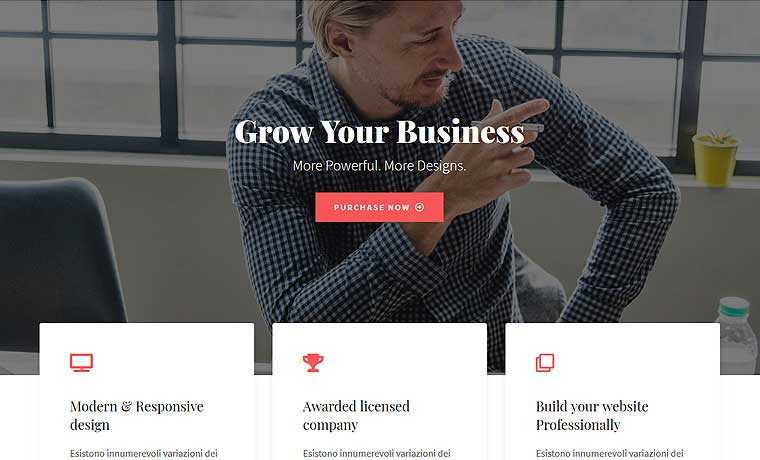 Grow Your Business
More Powerful. More Designs.
PURCHASE NOW
Modern & Responsive
design
Esistono innumerevoli variazioni dei
Awarded licensed
company
Esistono innumerevoli variazioni dei
Build your website
Professionally
Esistono innumerevoli variazioni dei